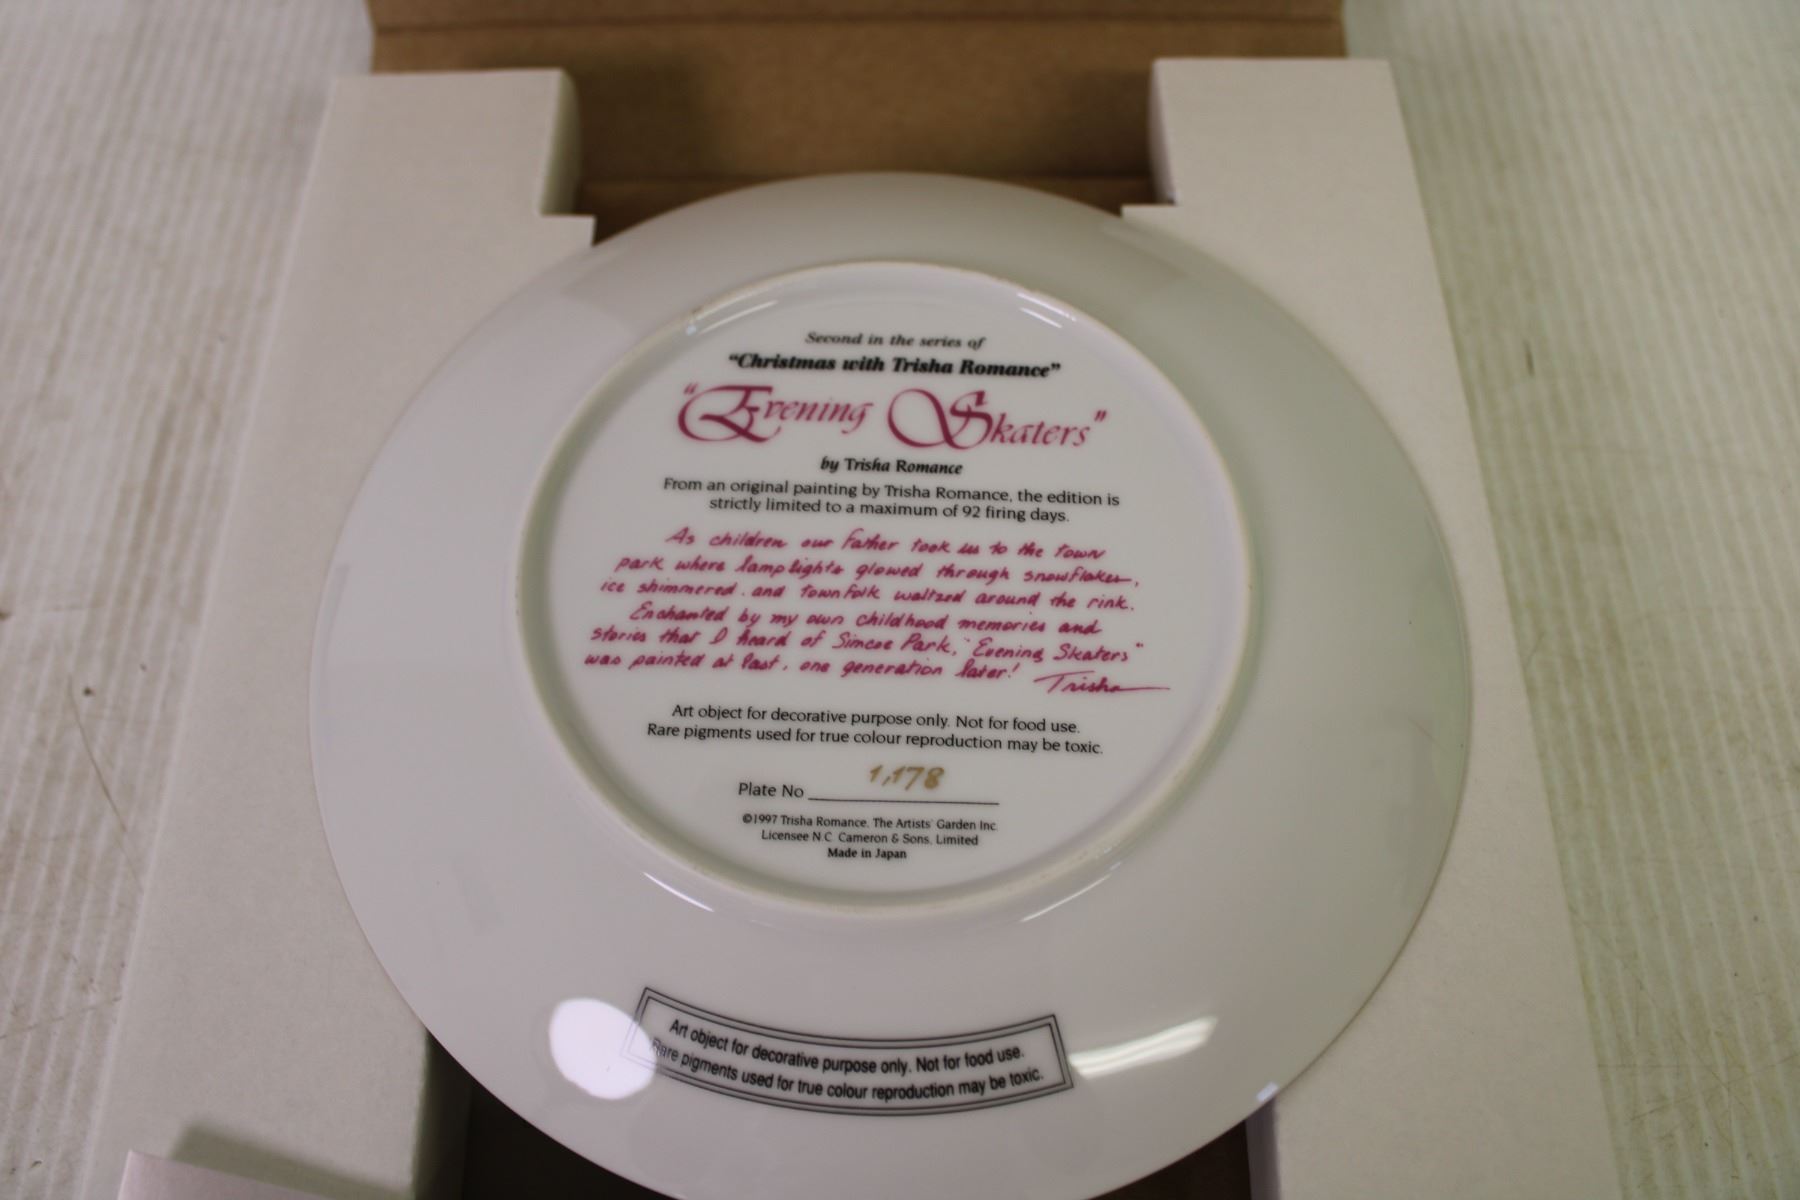 Second in the series of
"Christmas with Trisha Romance"
"Evening Skaters"
by Trisha Romance
From an original painting by Trisha Romance, the edition is
strictly limited to a maximum of 92 firing days.
As children our father took us to the town
park where lamplights glowed through snowflakes,
ice shimmered. and townfolk waltzed around the rink.
Enchanted by my own childhood memories and
stories that I heard of Simcoe Park, "Evening Skaters"
was painted at last, one generation later! Trisha
Art object for decorative purpose only. Not for food use.
Rare pigments used for true colour reproduction may be toxic.
Plate No 1,178
©1997 Trisha Romance. The Artists' Garden Inc.
Licensee N.C. Cameron & Sons, Limited
Made in Japan
Art object for decorative purpose only. Not for food use.
Rare pigments used for true colour reproduction may be toxic.